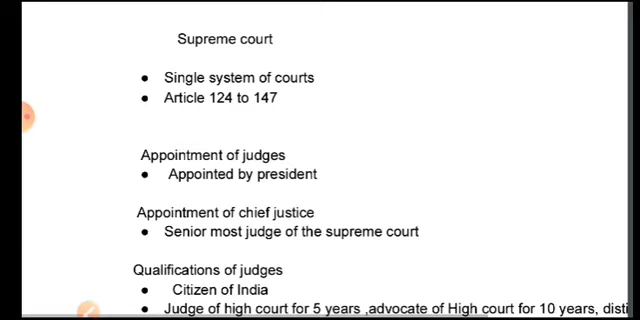 Supreme court
● Single system of courts
● Article 124 to 147
Appointment of judges
● Appointed by president
Appointment of chief justice
● Senior most judge of the supreme court
Qualifications of judges
● Citizen of India
● Judge of high court for 5 years ,advocate of High court for 10 years,